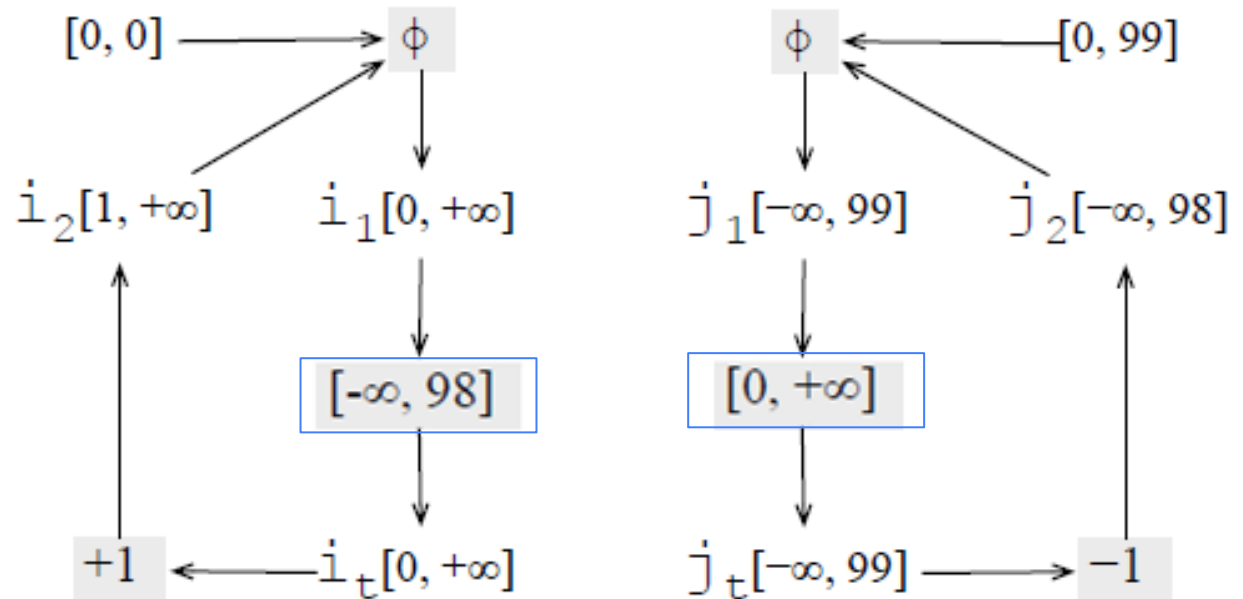 [0, 0] ϕ ϕ [0, 99]
i₂[1, +∞] i₁[0, +∞] j₁[−∞, 99] j₂[−∞, 98]
[-∞, 98] [0, +∞]
+1 iₜ[0, +∞] jₜ[−∞, 99] −1